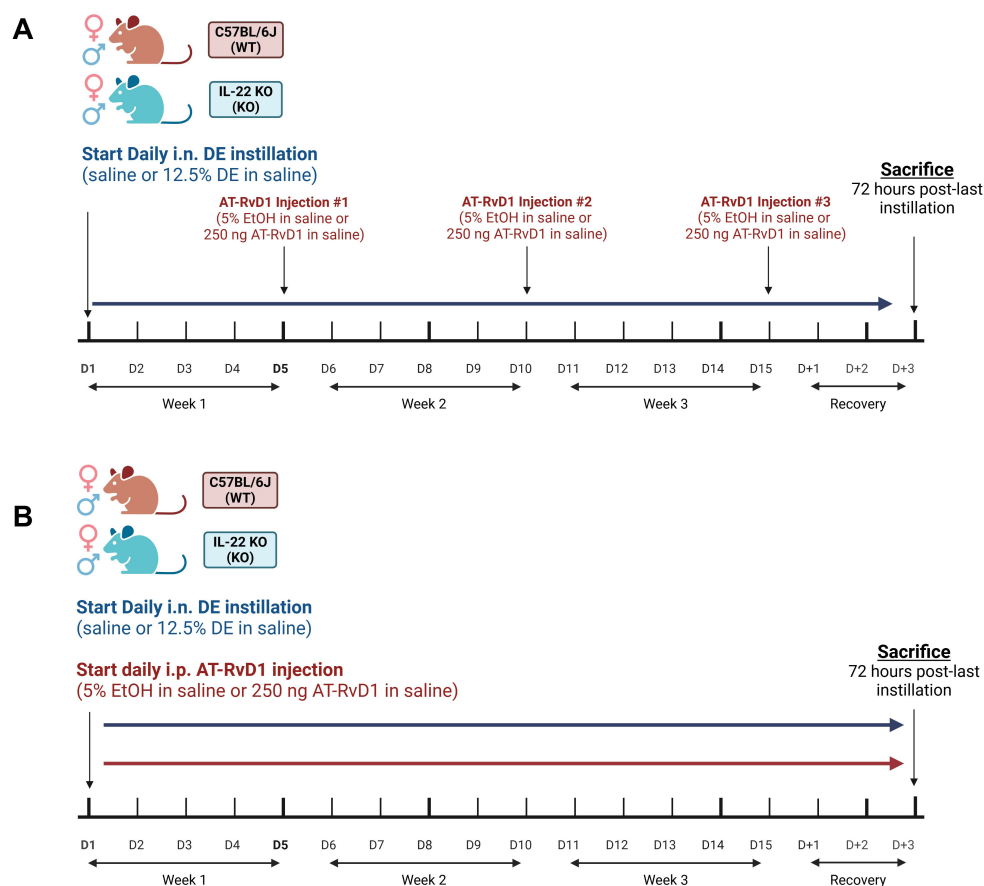 A
C57BL/6J
(WT)
IL-22 KO
(KO)
Start Daily i.n. DE instillation
(saline or 12.5% DE in saline)
AT-RvD1 Injection #1
(5% EtOH in saline or
250 ng AT-RvD1 in saline)
AT-RvD1 Injection #2
(5% EtOH in saline or
250 ng AT-RvD1 in saline)
AT-RvD1 Injection #3
(5% EtOH in saline or
250 ng AT-RvD1 in saline)
Sacrifice
72 hours post-last
instillation
D1 D2 D3 D4 D5 D6 D7 D8 D9 D10 D11 D12 D13 D14 D15 D+1 D+2 D+3
Week 1 Week 2 Week 3 Recovery
B
C57BL/6J
(WT)
IL-22 KO
(KO)
Start Daily i.n. DE instillation
(saline or 12.5% DE in saline)
Start daily i.p. AT-RvD1 injection
(5% EtOH in saline or 250 ng AT-RvD1 in saline)
Sacrifice
72 hours post-last
instillation
D1 D2 D3 D4 D5 D6 D7 D8 D9 D10 D11 D12 D13 D14 D15 D+1 D+2 D+3
Week 1 Week 2 Week 3 Recovery